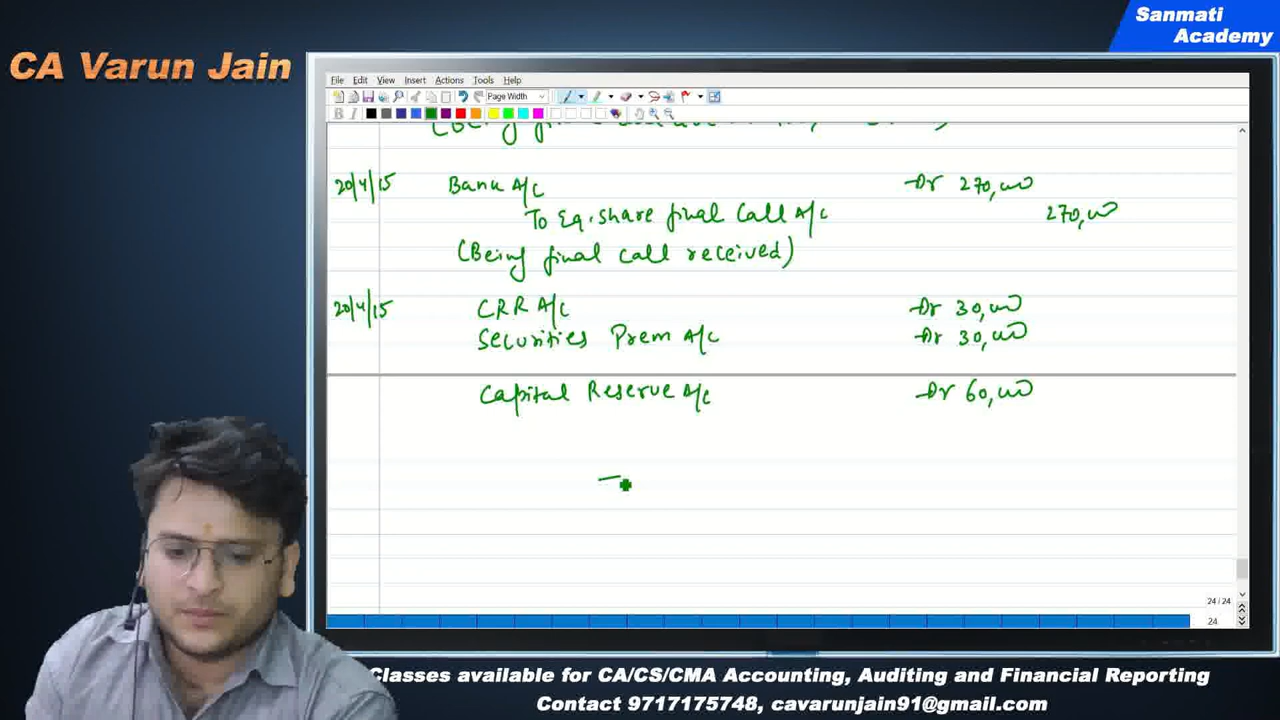 Sanmati
Academy
CA Varun Jain
File Edit View Insert Actions Tools Help
Page Width
20/4/15 Bank A/c Dr 270,000
To Eq. share final call A/c 270,000
(Being final call received)
20/4/15 CRR A/c Dr 30,000
Securities Prem A/c Dr 30,000
Capital Reserve A/c Dr 60,000
24 / 24
24
Classes available for CA/CS/CMA Accounting, Auditing and Financial Reporting
Contact 9717175748, cavarunjain91@gmail.com